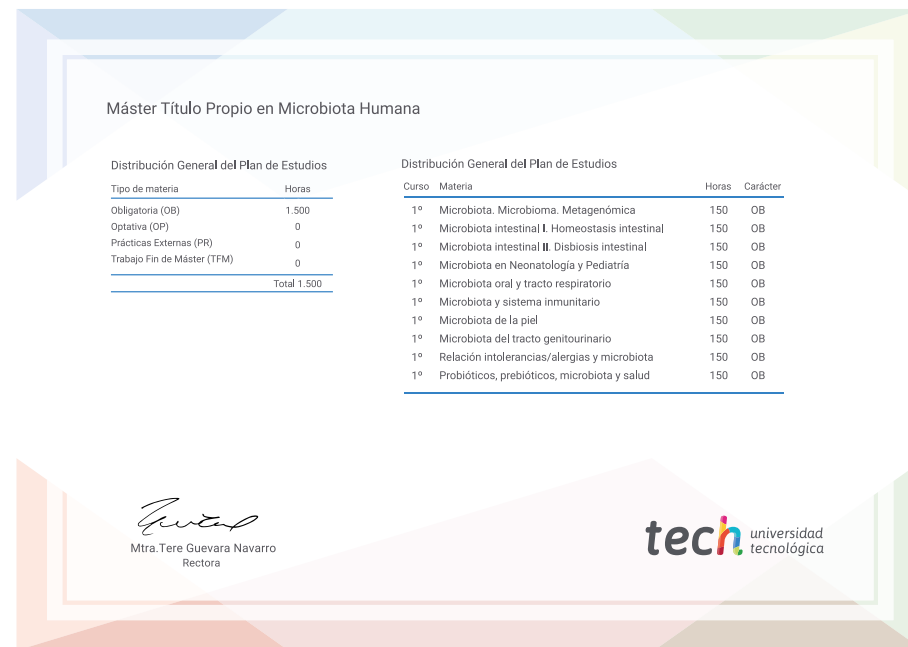 Máster Título Propio en Microbiota Humana
Distribución General del Plan de Estudios
Tipo de materia Horas
Obligatoria (OB) 1.500
Optativa (OP) 0
Prácticas Externas (PR) 0
Trabajo Fin de Máster (TFM) 0
Total 1.500
Distribución General del Plan de Estudios
Curso Materia Horas Carácter
1º Microbiota. Microbioma. Metagenómica 150 OB
1º Microbiota intestinal I. Homeostasis intestinal 150 OB
1º Microbiota intestinal II. Disbiosis intestinal 150 OB
1º Microbiota en Neonatología y Pediatría 150 OB
1º Microbiota oral y tracto respiratorio 150 OB
1º Microbiota y sistema inmunitario 150 OB
1º Microbiota de la piel 150 OB
1º Microbiota del tracto genitourinario 150 OB
1º Relación intolerancias/alergias y microbiota 150 OB
1º Probióticos, prebióticos, microbiota y salud 150 OB
Mtra.Tere Guevara Navarro
Rectora
tech universidad
tecnológica